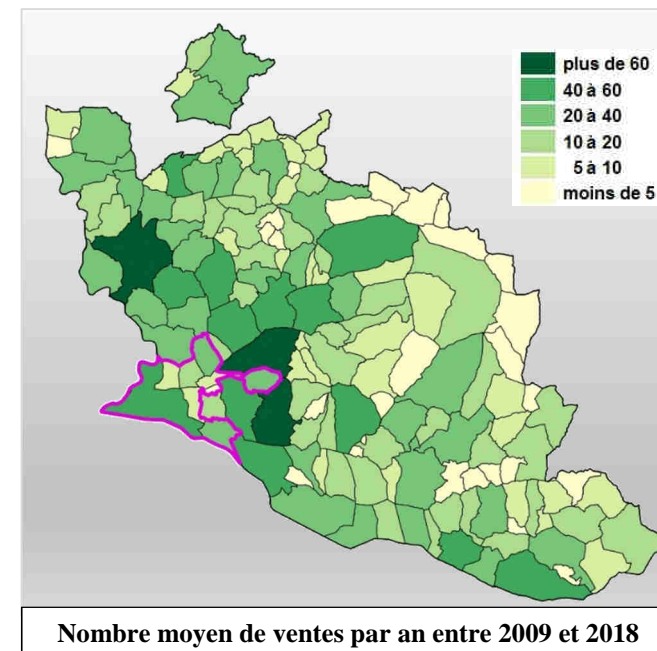 plus de 60
40 à 60
20 à 40
10 à 20
5 à 10
moins de 5
Nombre moyen de ventes par an entre 2009 et 2018